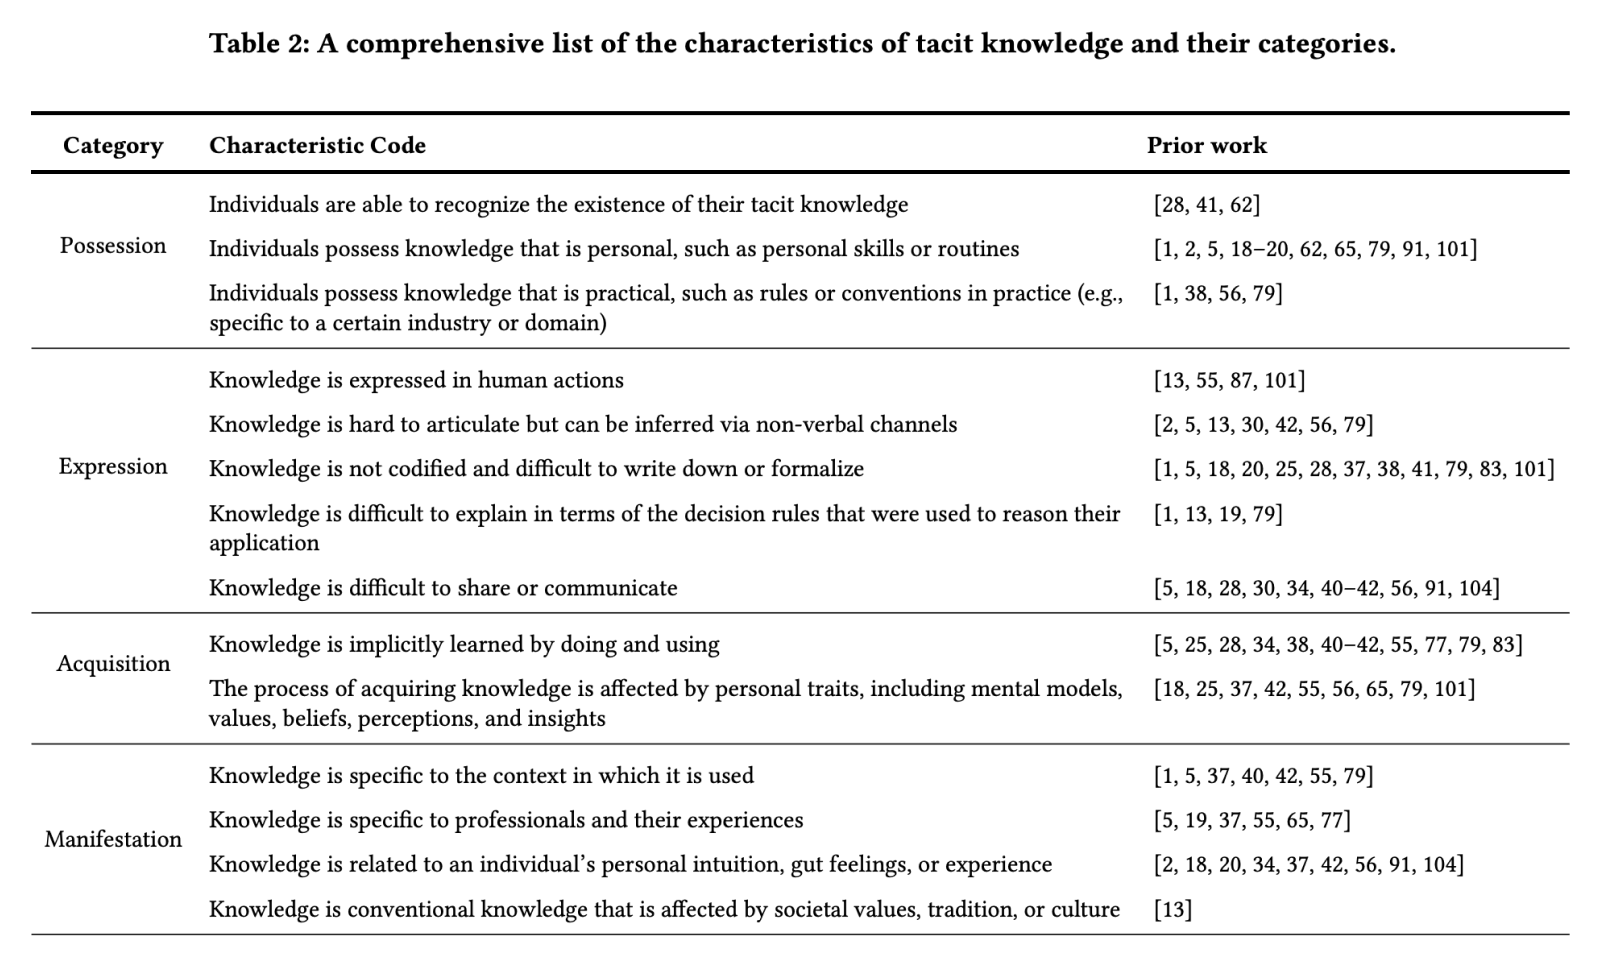 Table 2: A comprehensive list of the characteristics of tacit knowledge and their categories.
Category Characteristic Code Prior work
Possession
Individuals are able to recognize the existence of their tacit knowledge [28, 41, 62]
Individuals possess knowledge that is personal, such as personal skills or routines [1, 2, 5, 18–20, 62, 65, 79, 91, 101]
Individuals possess knowledge that is practical, such as rules or conventions in practice (e.g., [1, 38, 56, 79]
specific to a certain industry or domain)
Expression
Knowledge is expressed in human actions [13, 55, 87, 101]
Knowledge is hard to articulate but can be inferred via non-verbal channels [2, 5, 13, 30, 42, 56, 79]
Knowledge is not codified and difficult to write down or formalize [1, 5, 18, 20, 25, 28, 37, 38, 41, 79, 83, 101]
Knowledge is difficult to explain in terms of the decision rules that were used to reason their [1, 13, 19, 79]
application
Knowledge is difficult to share or communicate [5, 18, 28, 30, 34, 40–42, 56, 91, 104]
Acquisition
Knowledge is implicitly learned by doing and using [5, 25, 28, 34, 38, 40–42, 55, 77, 79, 83]
The process of acquiring knowledge is affected by personal traits, including mental models, [18, 25, 37, 42, 55, 56, 65, 79, 101]
values, beliefs, perceptions, and insights
Manifestation
Knowledge is specific to the context in which it is used [1, 5, 37, 40, 42, 55, 79]
Knowledge is specific to professionals and their experiences [5, 19, 37, 55, 65, 77]
Knowledge is related to an individual’s personal intuition, gut feelings, or experience [2, 18, 20, 34, 37, 42, 56, 91, 104]
Knowledge is conventional knowledge that is affected by societal values, tradition, or culture [13]